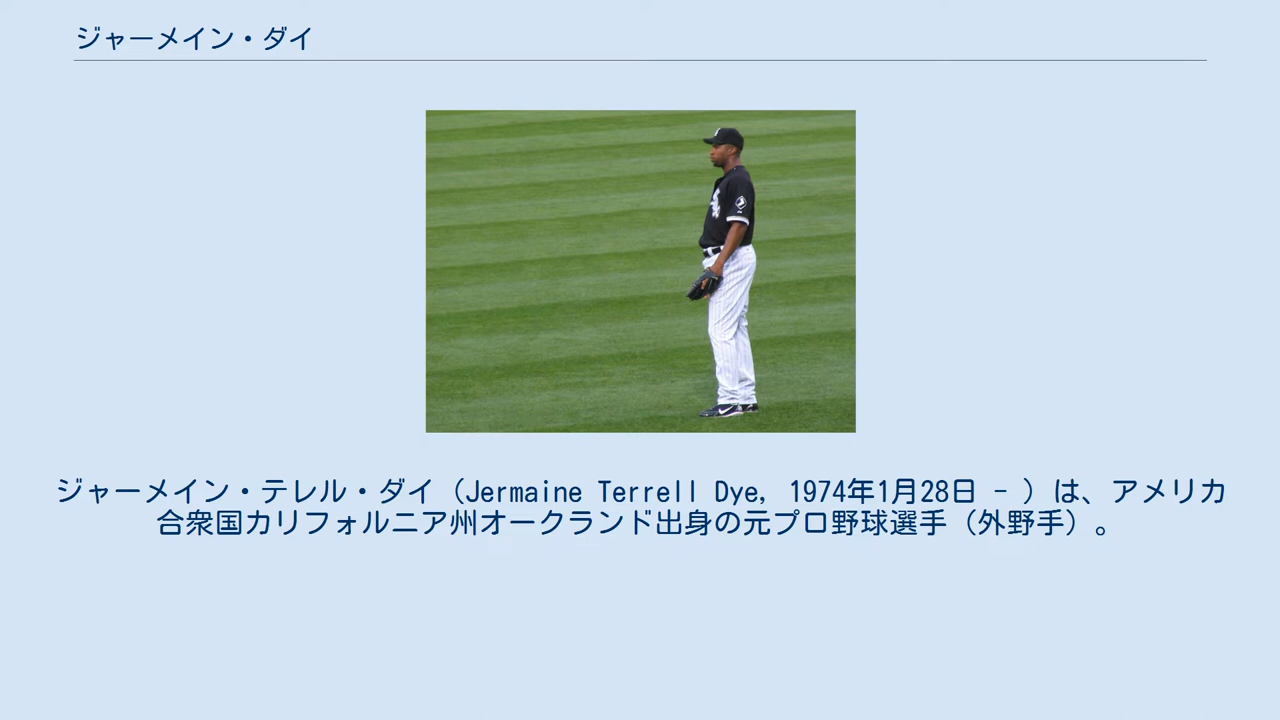 ジャーメイン・ダイ
ジャーメイン・テレル・ダイ（Jermaine Terrell Dye, 1974年1月28日 - ）は、アメリカ
合衆国カリフォルニア州オークランド出身の元プロ野球選手（外野手）。